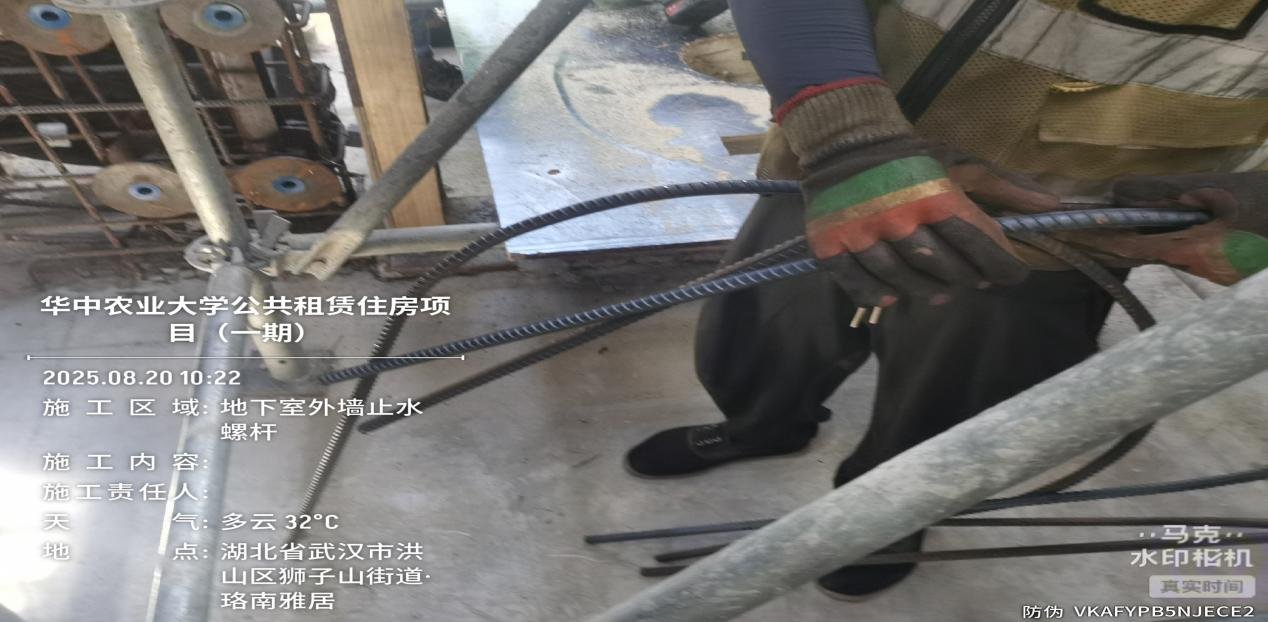 华中农业大学公共租赁住房项
目（一期）
2025.08.20 10:22
施工区域: 地下室外墙止水
螺杆
施工内容:
施工责任人:
天气: 多云 32°C
地点: 湖北省武汉市洪
山区狮子山街道·
珞南雅居
马克
水印相机
真实时间
防伪 VKAFYPB5NJECE2